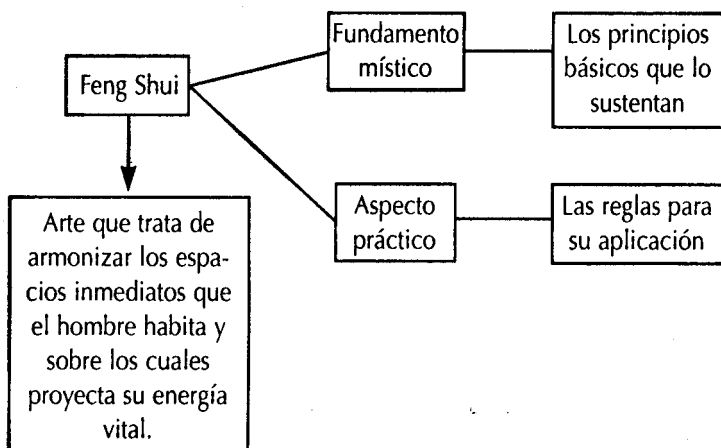 Feng Shui
Arte que trata de
armonizar los espa-
cios inmediatos que
el hombre habita y
sobre los cuales
proyecta su energía
vital.
Fundamento
místico
Los principios
básicos que lo
sustentan
Aspecto
práctico
Las reglas para
su aplicación